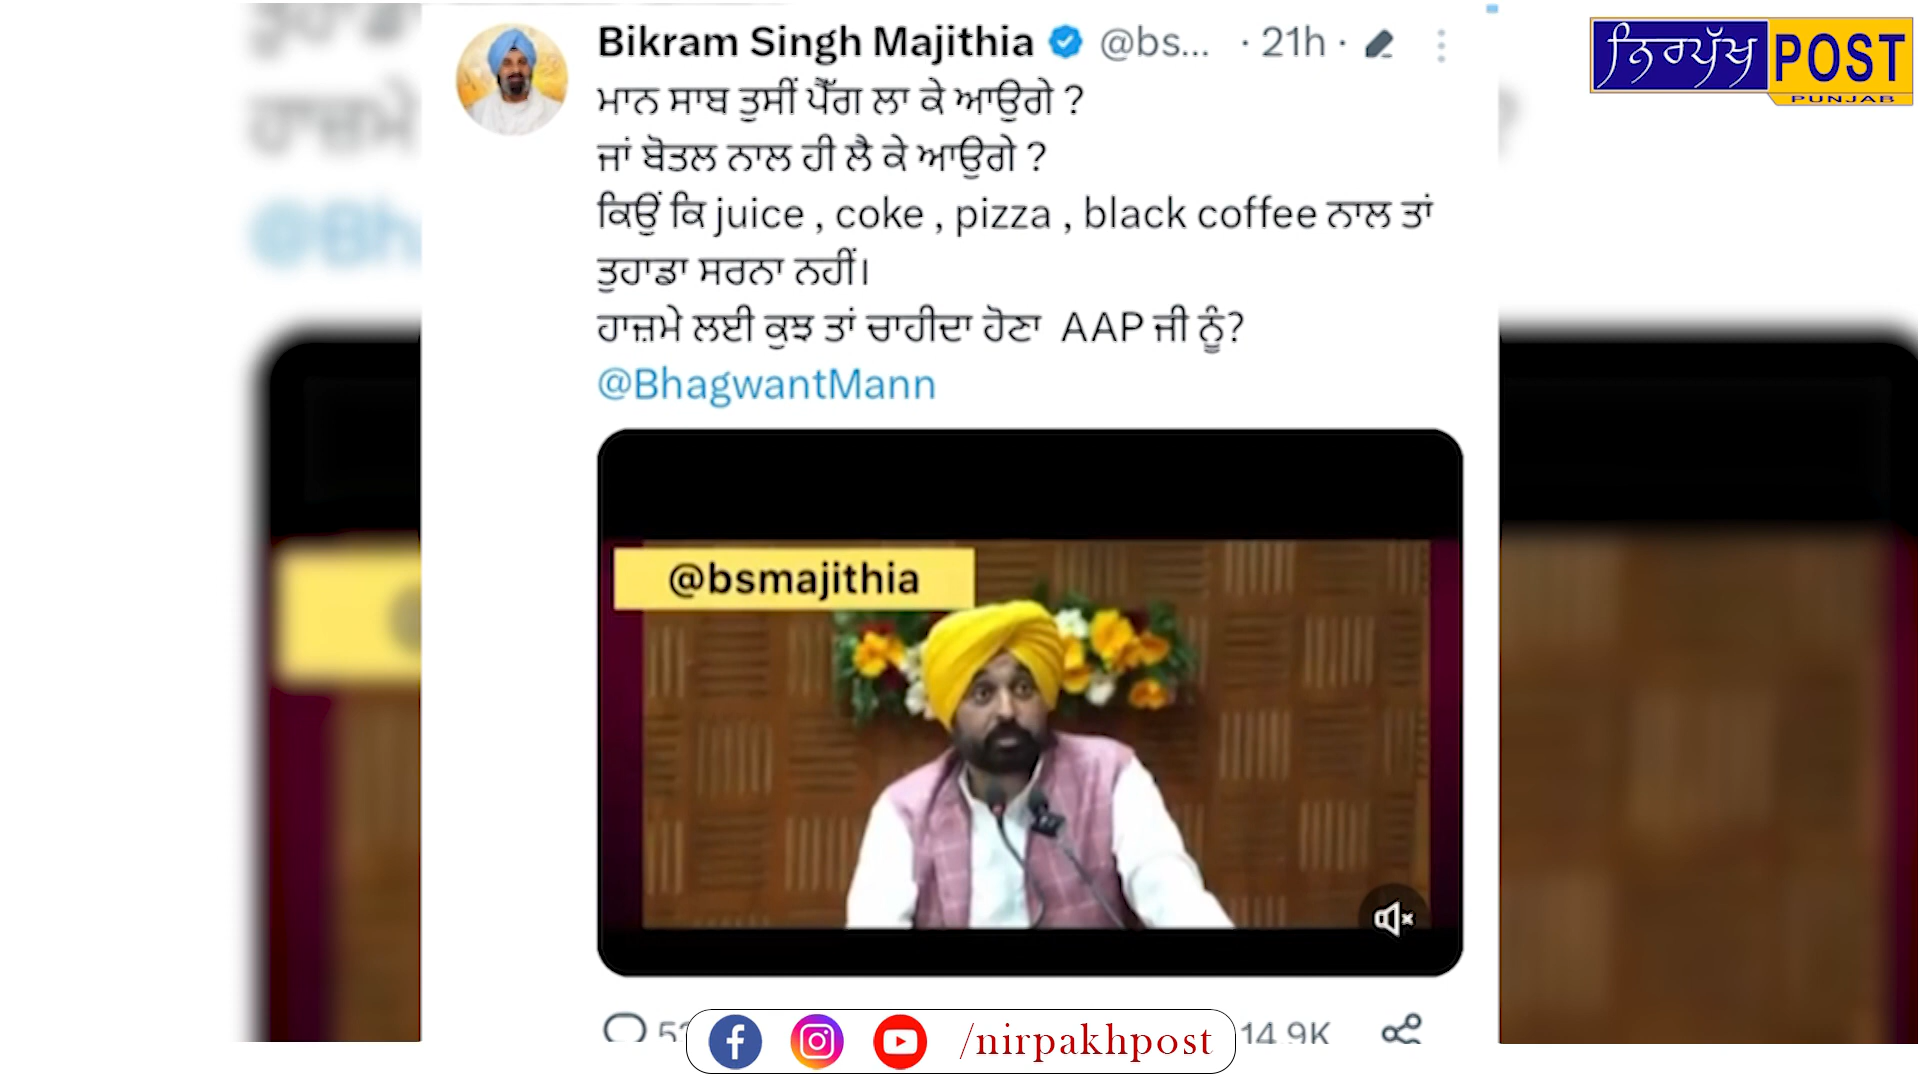 Bikram Singh Majithia @bs... · 21h ·
ਮਾਨ ਸਾਬ ਤੁਸੀਂ ਪੈੱਗ ਲਾ ਕੇ ਆਉਗੇ ?
ਜਾਂ ਬੋਤਲ ਨਾਲ ਹੀ ਲੈ ਕੇ ਆਉਗੇ ?
ਕਿਉਂ ਕਿ juice , coke , pizza , black coffee ਨਾਲ ਤਾਂ
ਤੁਹਾਡਾ ਸਰਨਾ ਨਹੀਂ।
ਹਾਜ਼ਮੇ ਲਈ ਕੁਝ ਤਾਂ ਚਾਹੀਦਾ ਹੋਣਾ AAP ਜੀ ਨੂੰ?
@BhagwantMann
@bsmajithia
14.9K
/nirpakhpost
ਨਿਰਪੱਖ POST
PUNJAB